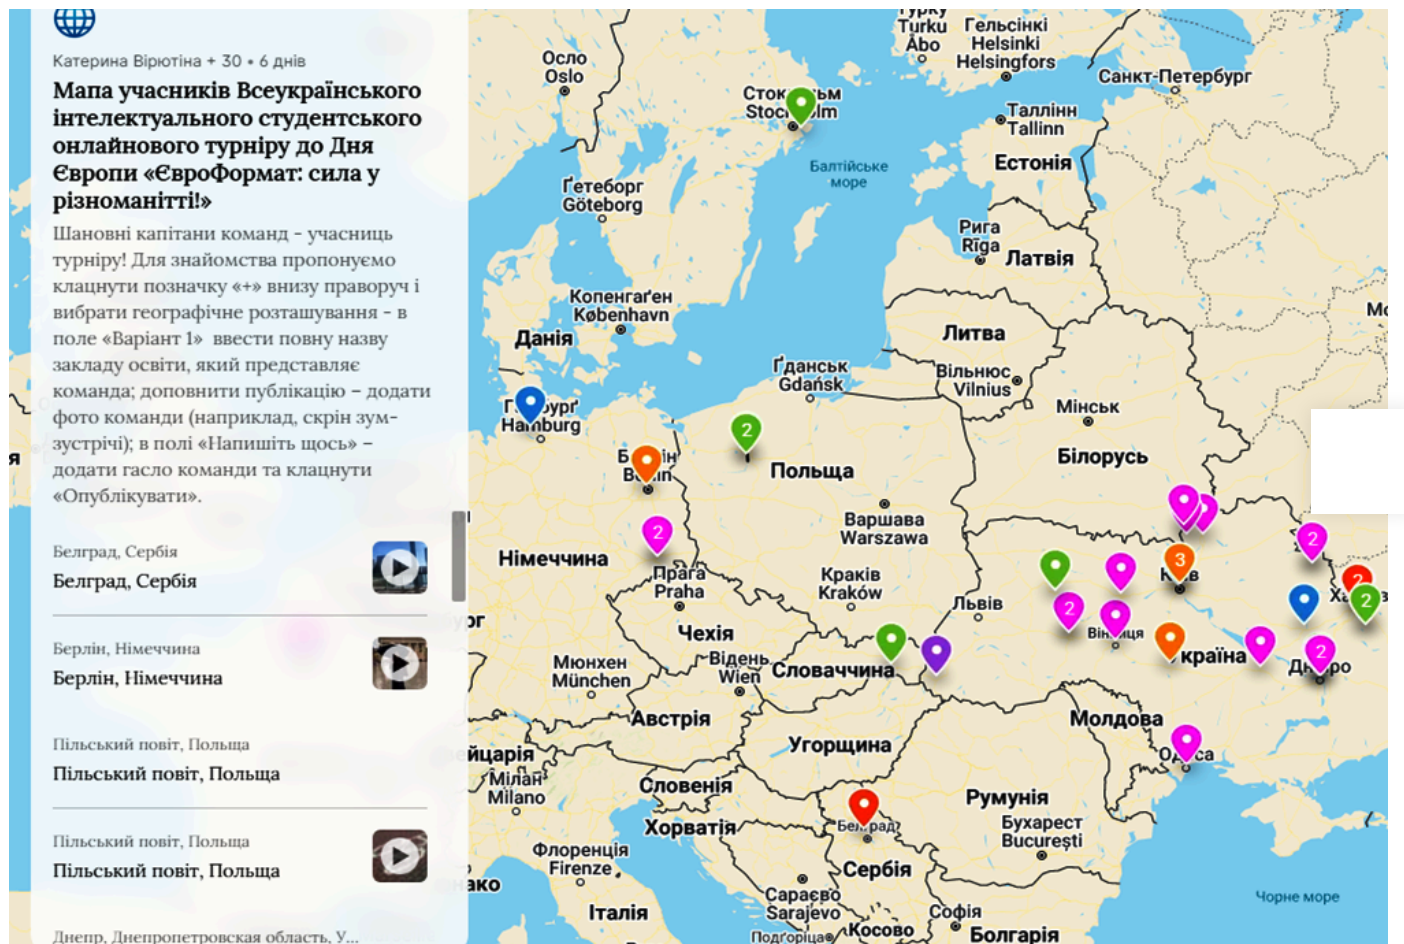 Катерина Вірютіна + 30 • 6 днів
Мапа учасників Всеукраїнського
інтелектуального студентського
онлайнового турніру до Дня
Європи «ЄвроФормат: сила у
різноманітті!»
Шановні капітани команд - учасниць
турніру! Для знайомства пропонуємо
клацнути позначку «+» внизу праворуч і
вибрати географічне розташування - в
поле «Варіант 1» ввести повну назву
закладу освіти, який представляє
команда; доповнити публікацію – додати
фото команди (наприклад, скрін зум-
зустрічі); в полі «Напишіть щось» –
додати гасло команди та клацнути
«Опублікувати».
Белград, Сербія
Белград, Сербія
Берлін, Німеччина
Берлін, Німеччина
Пільський повіт, Польща
Пільський повіт, Польща
Пільський повіт, Польща
Пільський повіт, Польща
Днепр, Днепропетровская область, У...
Турку
Turku
Åbo
Гельсінкі
Helsinki
Helsingfors
Осло
Oslo
Санкт-Петербург
Таллінн
Tallinn
Естонія
Балтійське
море
Ґетеборг
Göteborg
Рига
Rīga
Латвія
Копенгаґен
København
Данія
Литва
Ґданськ
Gdańsk
Вільнюс
Vilnius
Мінськ
Hamburg
2
Польща
Білорусь
Варшава
Warszawa
2
Німеччина
2
3
Прага
Praha
Краків
Kraków
Львів
2
2
2
Чехія
Мюнхен
München
Відень
Wien
Словаччина
2
Австрія
Молдова
Угорщина
Мілан
Milano
Словенія
Румунія
Хорватія
Бухарест
București
Флоренція
Firenze
Сербія
Сараєво
Sarajevo
Чорне море
Італія
Софія
Подґоріца
Косово
Болгарія